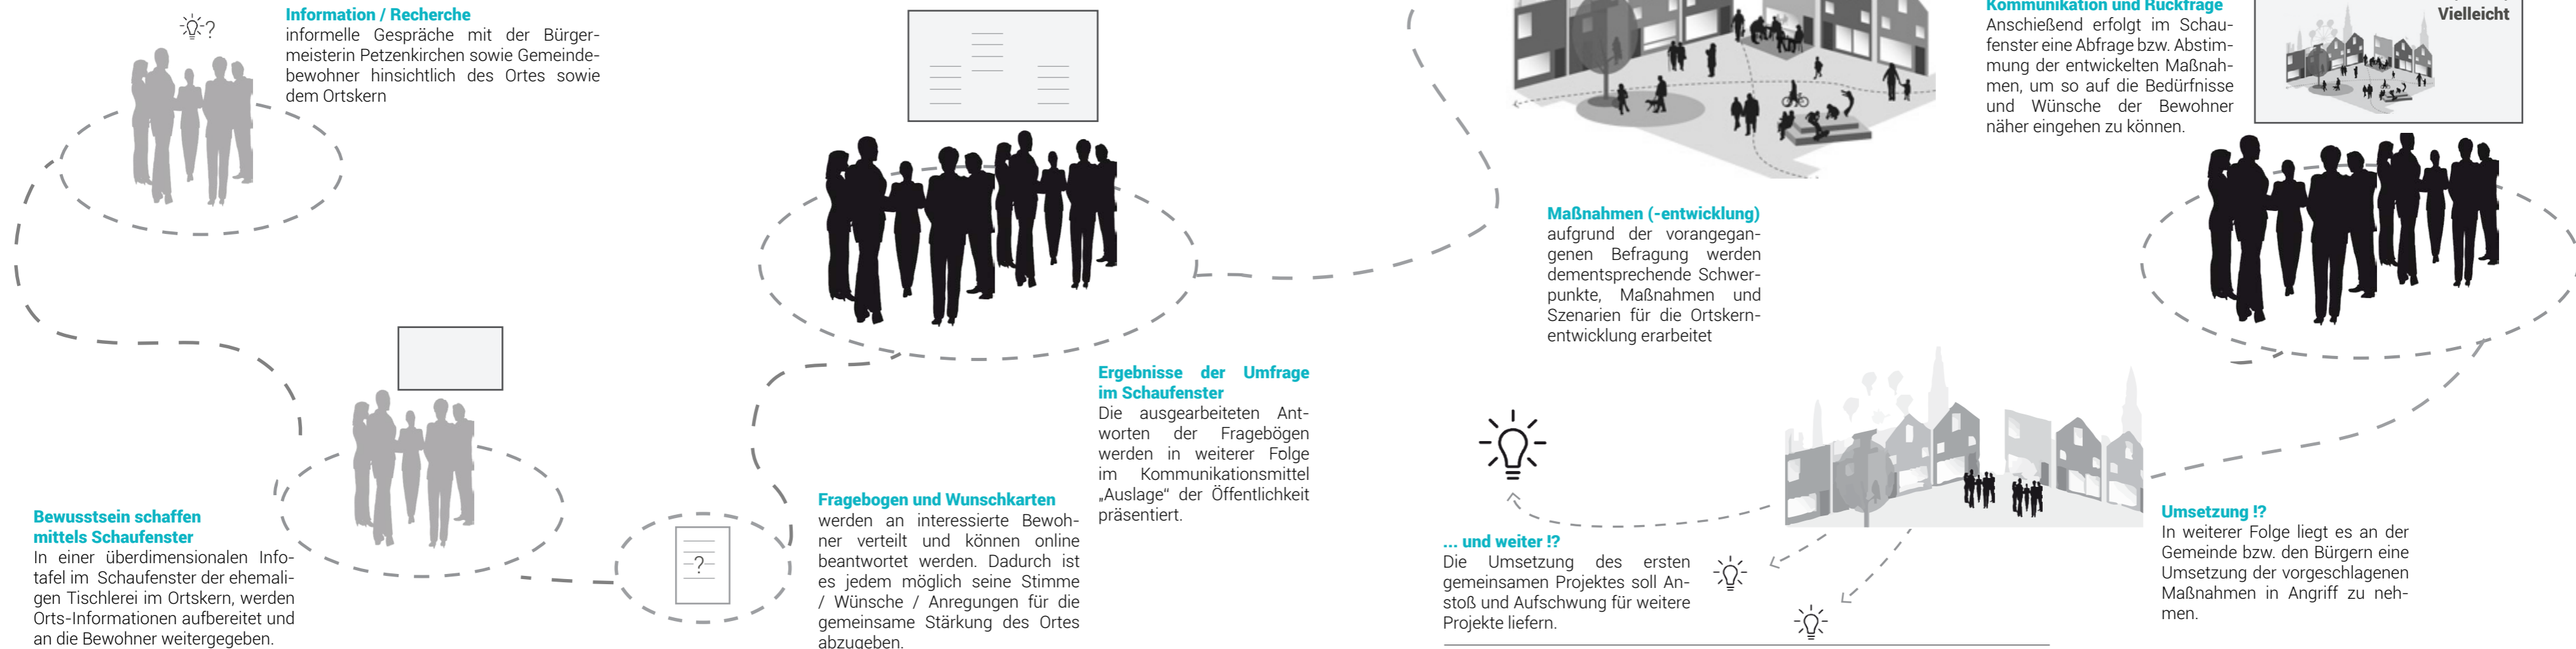 Information / Recherche
informelle Gespräche mit der Bürger-
meisterin Petzenkirchen sowie Gemeinde-
bewohner hinsichtlich des Ortes sowie
dem Ortskern
?
Bewusstsein schaffen
mittels Schaufenster
In einer überdimensionalen Info-
tafel im Schaufenster der ehemali-
gen Tischlerei im Ortskern, werden
Orts-Informationen aufbereitet und
an die Bewohner weitergegeben.
?
Fragebogen und Wunschkarten
werden an interessierte Bewoh-
ner verteilt und können online
beantwortet werden. Dadurch ist
es jedem möglich seine Stimme
/ Wünsche / Anregungen für die
gemeinsame Stärkung des Ortes
abzugeben.
Ergebnisse der Umfrage
im Schaufenster
Die ausgearbeiteten Ant-
worten der Fragebögen
werden in weiterer Folge
im Kommunikationsmittel
„Auslage“ der Öffentlichkeit
präsentiert.
Maßnahmen (-entwicklung)
aufgrund der vorangegan-
genen Befragung werden
dementsprechende Schwer-
punkte, Maßnahmen und
Szenarien für die Ortskern-
entwicklung erarbeitet
Kommunikation und Rückfrage
Anschießend erfolgt im Schau-
fenster eine Abfrage bzw. Abstim-
mung der entwickelten Maßnah-
men, um so auf die Bedürfnisse
und Wünsche der Bewohner
näher eingehen zu können.
Vielleicht
Umsetzung !?
In weiterer Folge liegt es an der
Gemeinde bzw. den Bürgern eine
Umsetzung der vorgeschlagenen
Maßnahmen in Angriff zu neh-
men.
... und weiter !?
Die Umsetzung des ersten
gemeinsamen Projektes soll An-
stoß und Aufschwung für weitere
Projekte liefern.